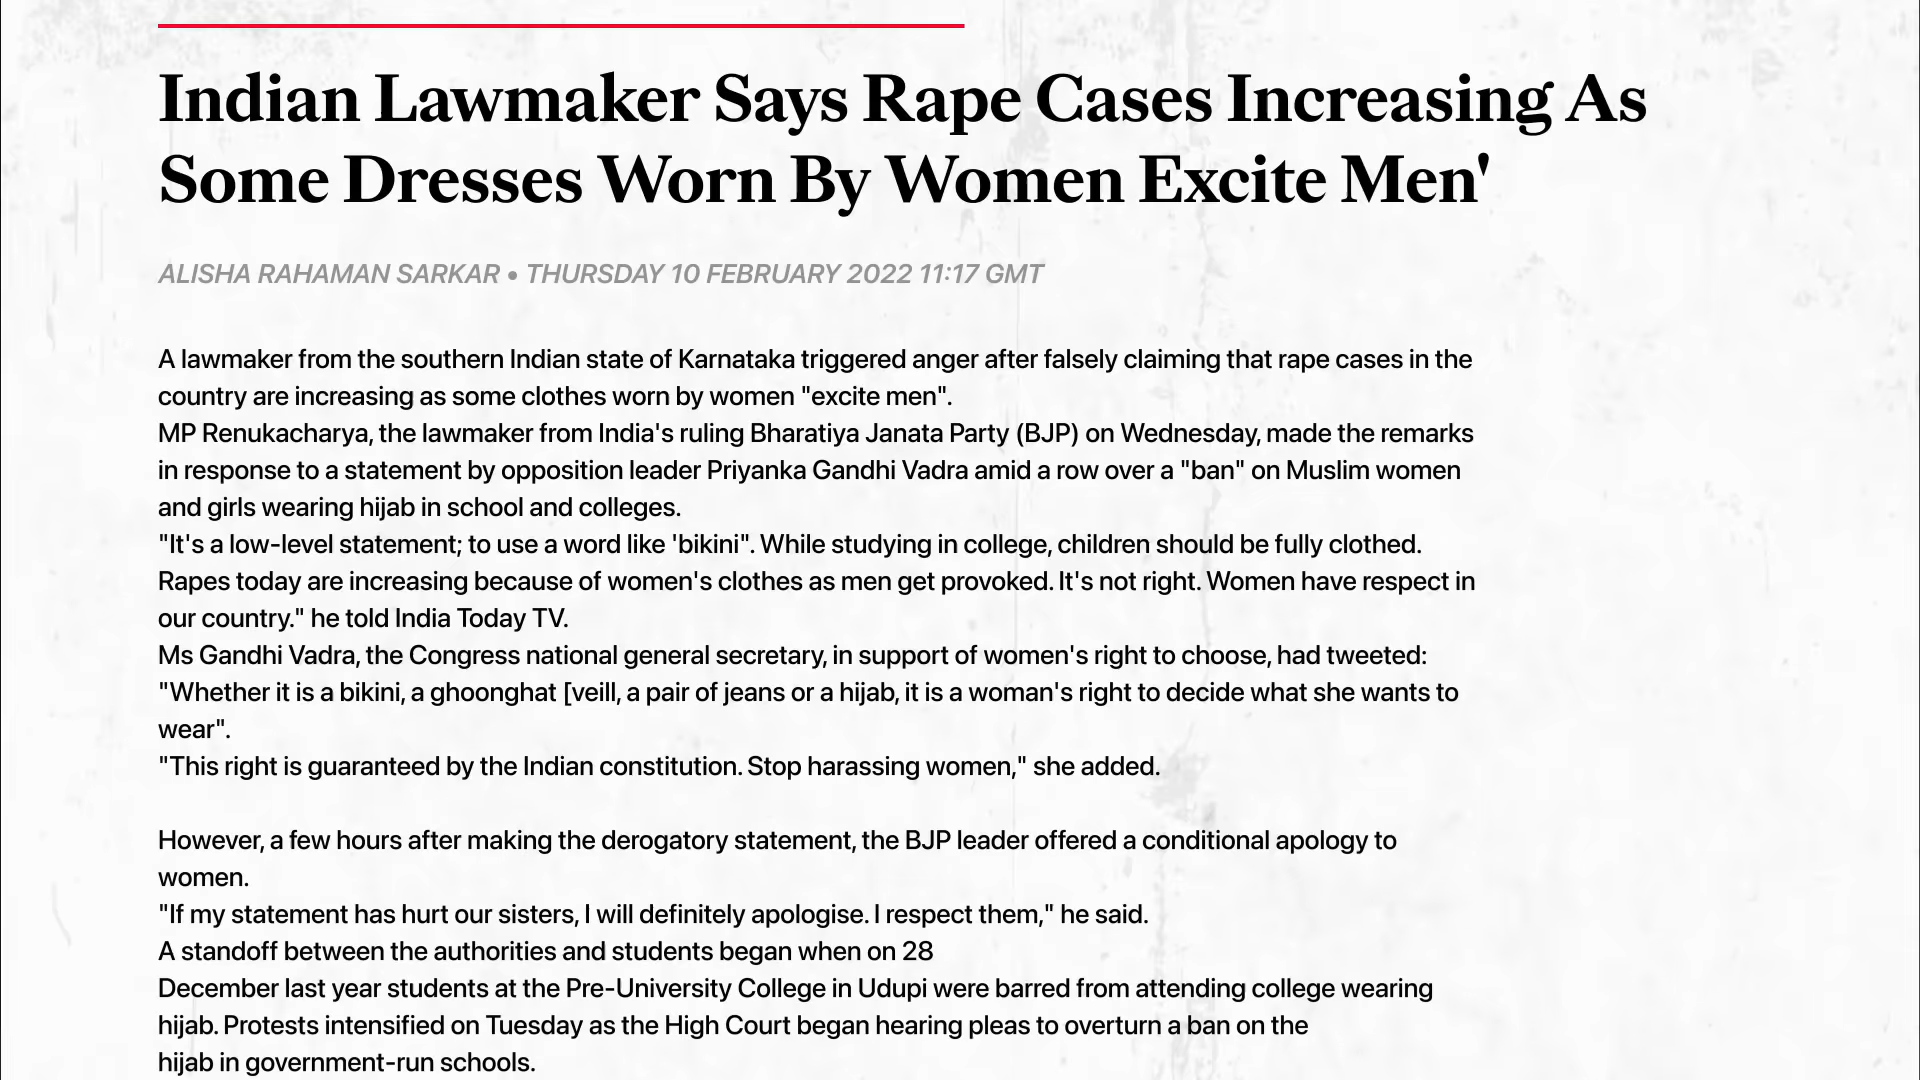 Indian Lawmaker Says Rape Cases Increasing As
Some Dresses Worn By Women Excite Men'
ALISHA RAHAMAN SARKAR • THURSDAY 10 FEBRUARY 2022 11:17 GMT
A lawmaker from the southern Indian state of Karnataka triggered anger after falsely claiming that rape cases in the
country are increasing as some clothes worn by women "excite men".
MP Renukacharya, the lawmaker from India's ruling Bharatiya Janata Party (BJP) on Wednesday, made the remarks
in response to a statement by opposition leader Priyanka Gandhi Vadra amid a row over a "ban" on Muslim women
and girls wearing hijab in school and colleges.
"It's a low-level statement; to use a word like 'bikini". While studying in college, children should be fully clothed.
Rapes today are increasing because of women's clothes as men get provoked. It's not right. Women have respect in
our country." he told India Today TV.
Ms Gandhi Vadra, the Congress national general secretary, in support of women's right to choose, had tweeted:
"Whether it is a bikini, a ghoonghat [veill, a pair of jeans or a hijab, it is a woman's right to decide what she wants to
wear".
"This right is guaranteed by the Indian constitution. Stop harassing women," she added.
However, a few hours after making the derogatory statement, the BJP leader offered a conditional apology to
women.
"If my statement has hurt our sisters, I will definitely apologise. I respect them," he said.
A standoff between the authorities and students began when on 28
December last year students at the Pre-University College in Udupi were barred from attending college wearing
hijab. Protests intensified on Tuesday as the High Court began hearing pleas to overturn a ban on the
hijab in government-run schools.